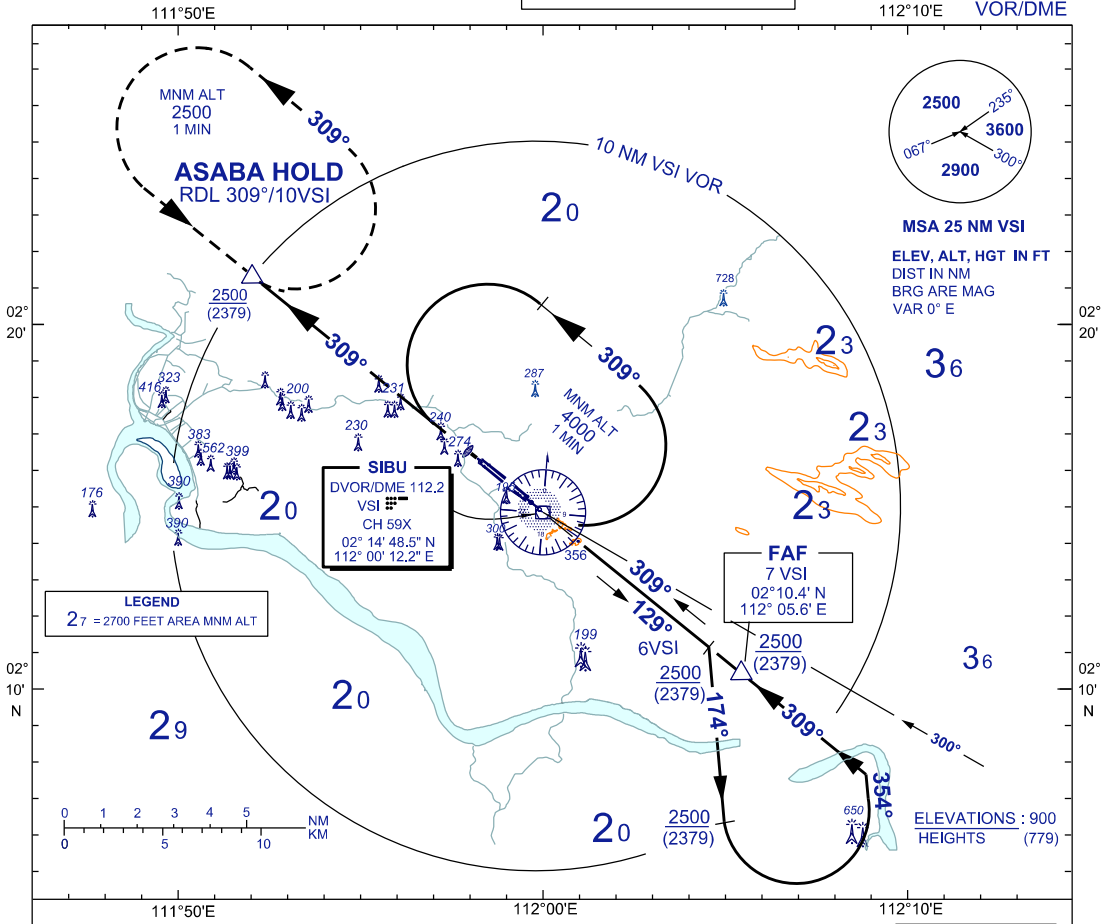 VOR/DME
111°50'E
112°10'E
MNM ALT
2500
1 MIN
309°
ASABA HOLD
RDL 309°/10VSI
10 NM VSI VOR
2500
235°
3600
067°
300°
2900
MSA 25 NM VSI
ELEV, ALT, HGT IN FT
DIST IN NM
BRG ARE MAG
VAR 0° E
20
728
2500
(2379)
02°
20'
02°
20'
309°
309°
23
36
287
MNM ALT
4000
1 MIN
323
416
200
231
240
230
274
383
562
399
390
176
390
23
23
20
SIBU
DVOR/DME 112.2
VSI
CH 59X
02° 14' 48.5" N
112° 00' 12.2" E
0
9
18
300
356
FAF
7 VSI
02°10.4' N
112° 05.6' E
309°
129°
6VSI
2500
(2379)
2500
(2379)
LEGEND
27 = 2700 FEET AREA MNM ALT
199
02°
10'
N
02°
10'
N
36
20
29
174°
309°
300°
354°
2500
(2379)
650
20
ELEVATIONS : 900
HEIGHTS (779)
0 1 2 3 4 5 NM
KM
0 5 10
111°50'E
112°00'E
112°10'E